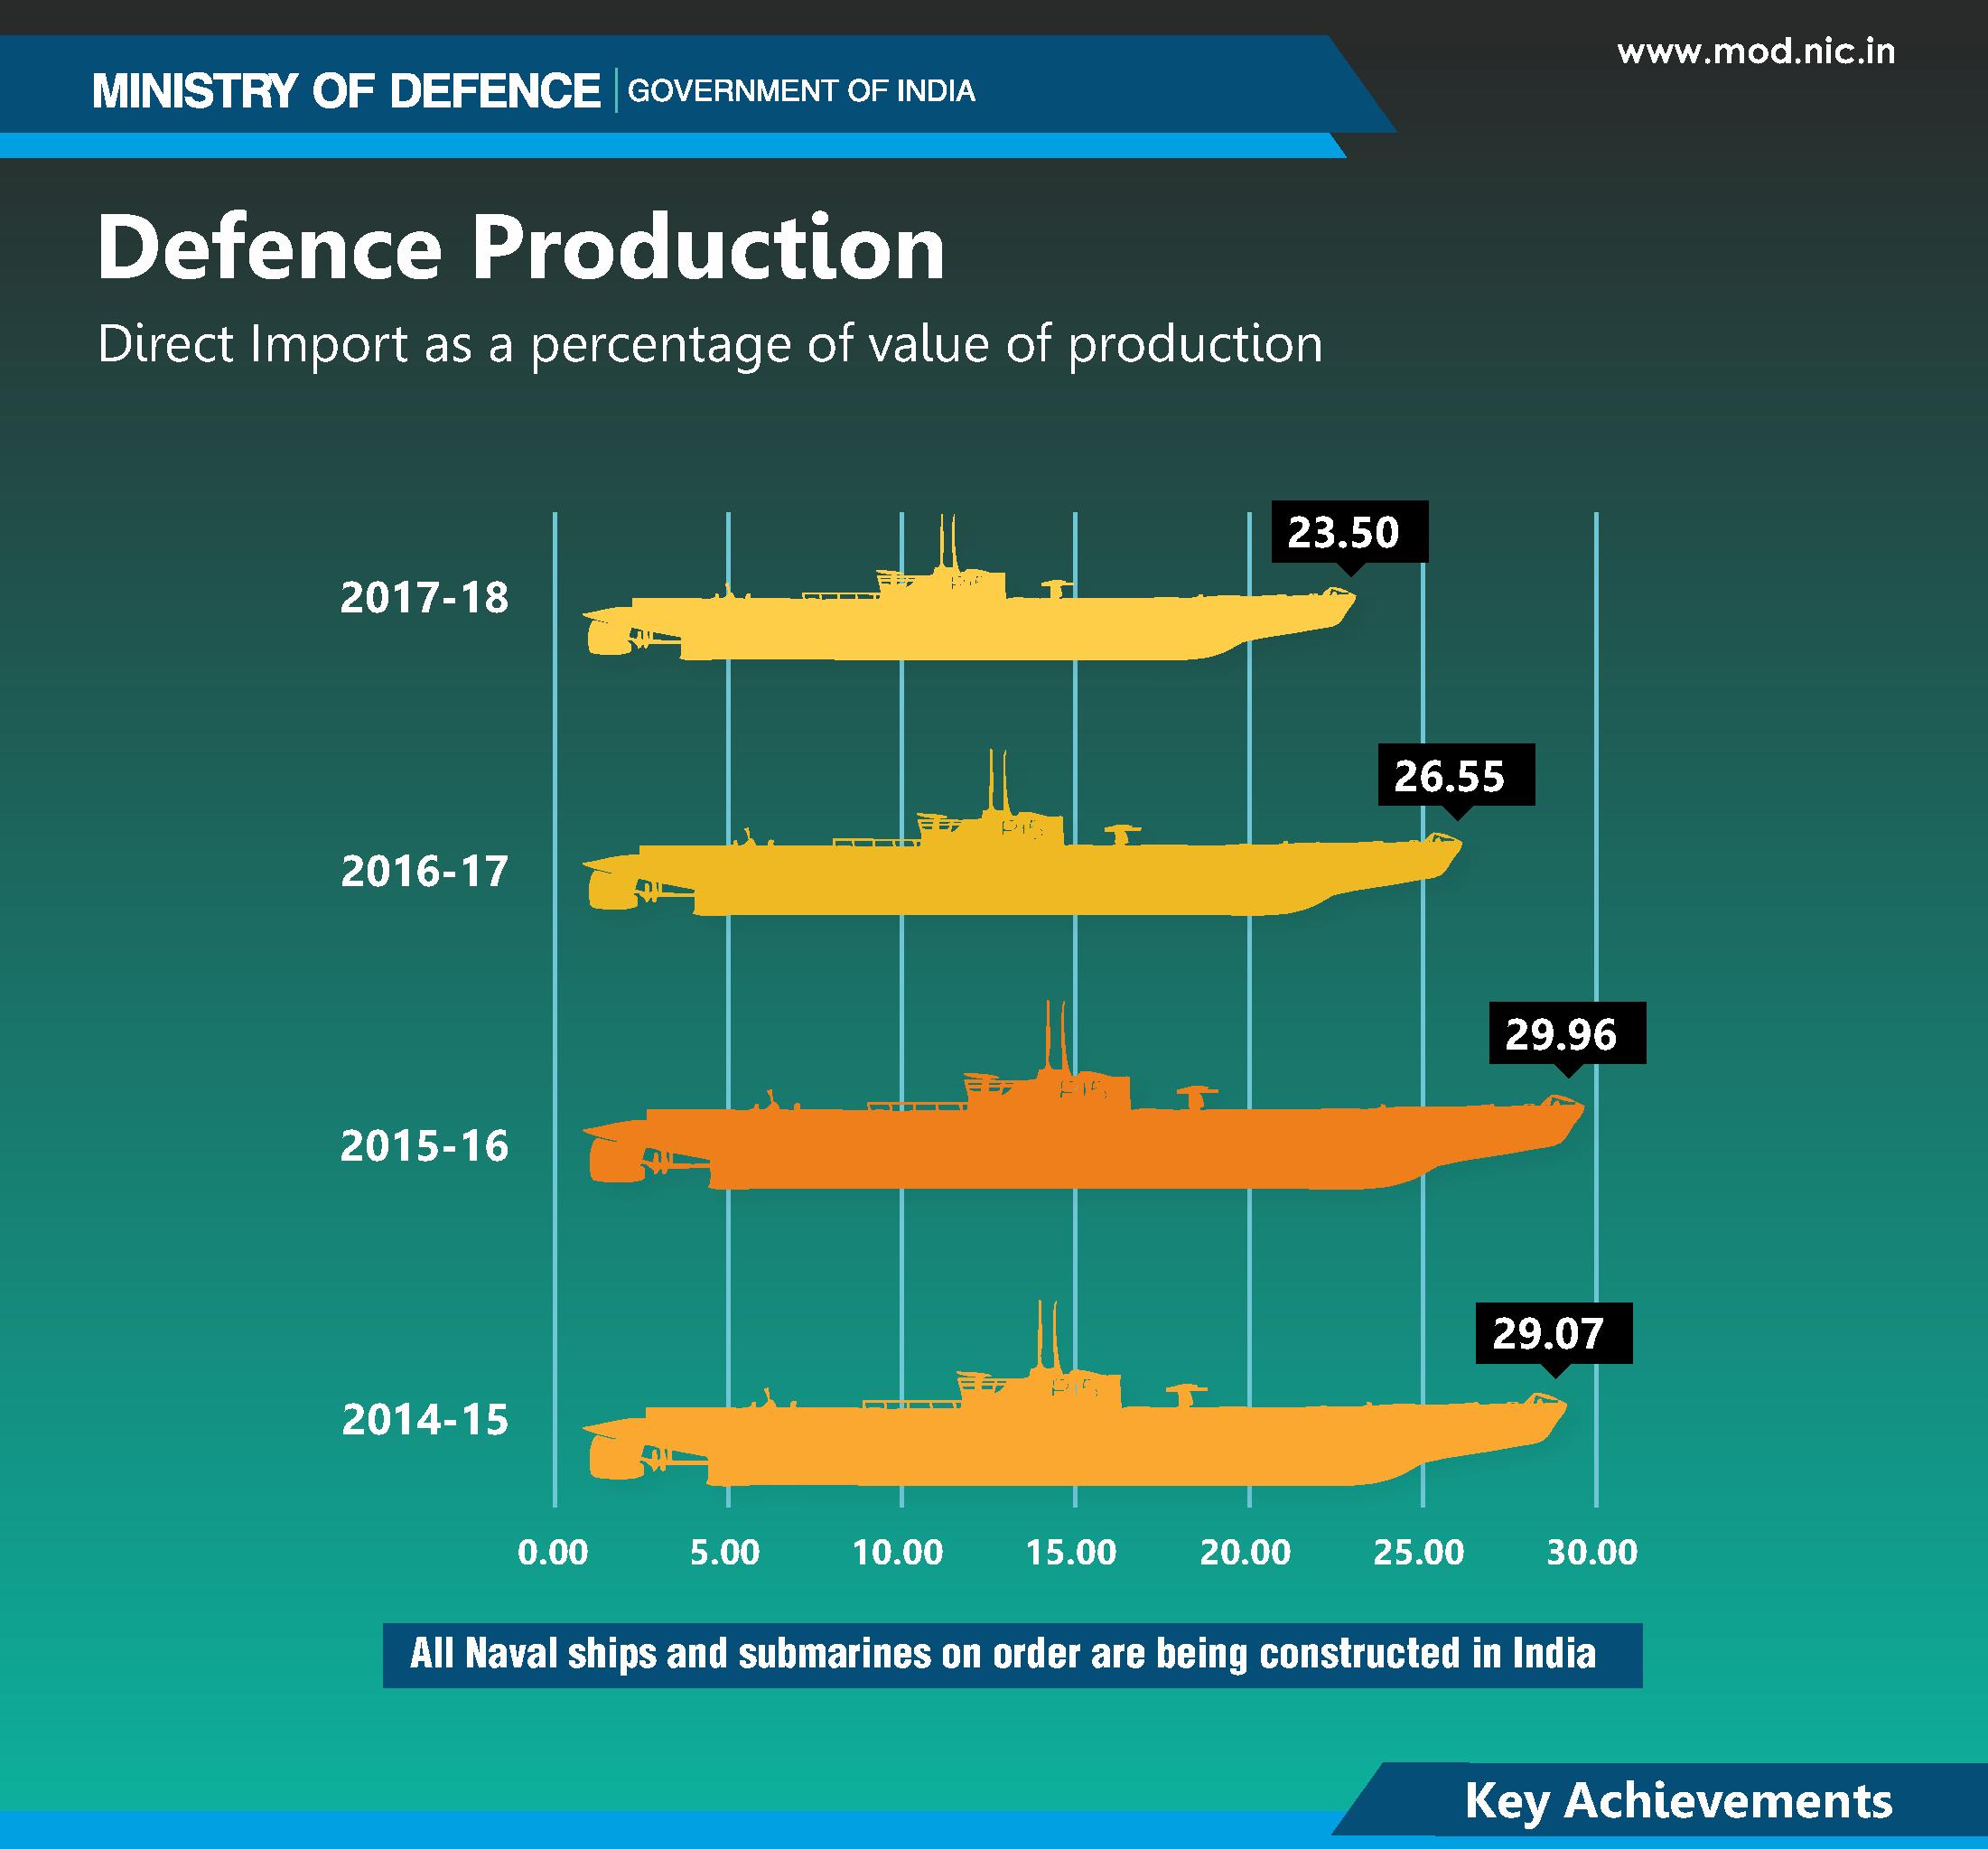 www.mod.nic.in
MINISTRY OF DEFENCE | GOVERNMENT OF INDIA
Defence Production
Direct Import as a percentage of value of production
23.50
2017-18
26.55
2016-17
29.96
2015-16
29.07
2014-15
0.00 5.00 10.00 15.00 20.00 25.00 30.00
All Naval ships and submarines on order are being constructed in India
Key Achievements